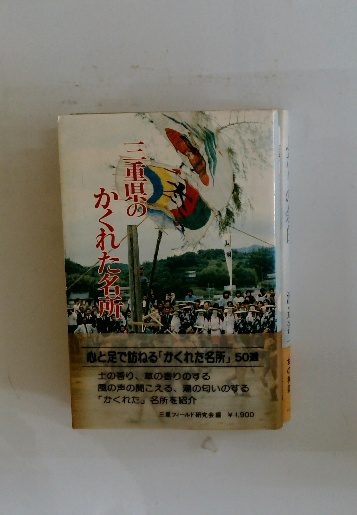 三重県の
かくれた名所
心と足で訪ねる「かくれた名所」50選
土の香り、草の香りのする
風の声の聞こえる、潮の匂いのする
「かくれた」名所を紹介
三重フィールド研究会編 ¥1,900